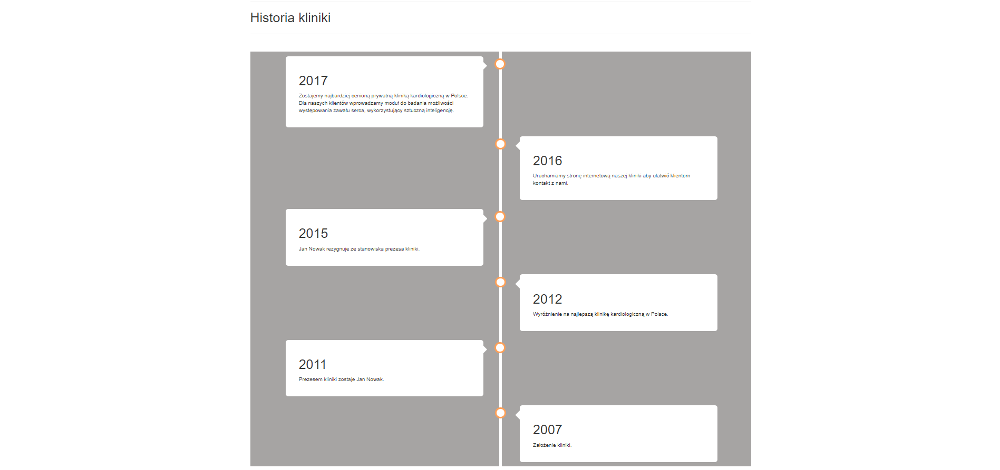 Historia kliniki
2017
Zostajemy najbardziej cenioną prywatną kliniką kardiologiczną w Polsce.
Dla naszych klientów wprowadzamy moduł do badania możliwości
występowania zawału serca, wykorzystujący sztuczną inteligencję.
2016
Uruchamiamy stronę internetową naszej kliniki aby ułatwić klientom
kontakt z nami.
2015
Jan Nowak rezygnuje ze stanowiska prezesa kliniki.
2012
Wyróżnienie na najlepszą klinikę kardiologiczną w Polsce.
2011
Prezesem kliniki zostaje Jan Nowak.
2007
Założenie kliniki.